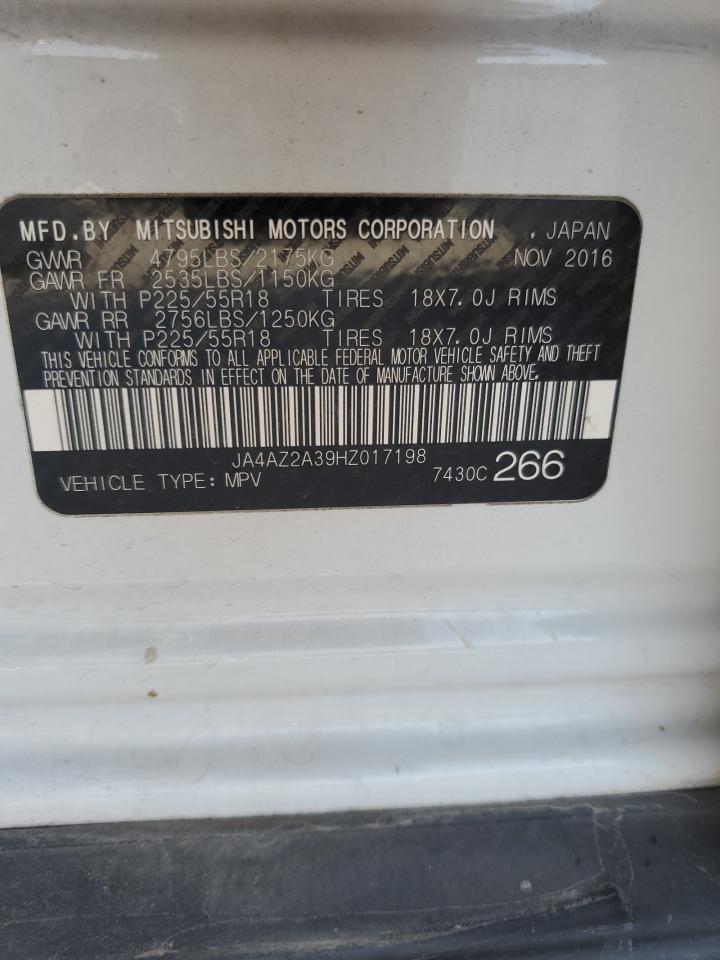 MFD.BY MITSUBISHI MOTORS CORPORATION , JAPAN
GVWR 4795LBS/2175KG NOV 2016
GAWR FR 2535LBS/1150KG
WITH P225/55R18 TIRES 18X7.0J RIMS
GAWR RR 2756LBS/1250KG
WITH P225/55R18 TIRES 18X7.0J RIMS
THIS VEHICLE CONFORMS TO ALL APPLICABLE FEDERAL MOTOR VEHICLE SAFETY AND THEFT
PREVENTION STANDARDS IN EFFECT ON THE DATE OF MANUFACTURE SHOWN ABOVE.
JA4AZ2A39HZ017198
VEHICLE TYPE: MPV 7430C 266